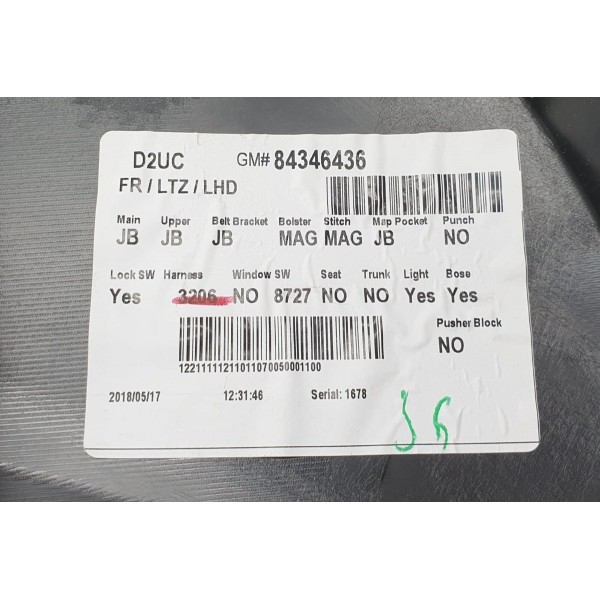 D2UC GM# 84346436
FR / LTZ / LHD
Main Upper Belt Bracket Bolster Stitch Map Pocket Punch
JB JB JB MAG MAG JB NO
Lock SW Harness Window SW Seat Trunk Light Bose
Yes 3206 NO 8727 NO NO Yes Yes
Pusher Block
NO
12211111211011070050001100
2018/05/17 12:31:46 Serial: 1678